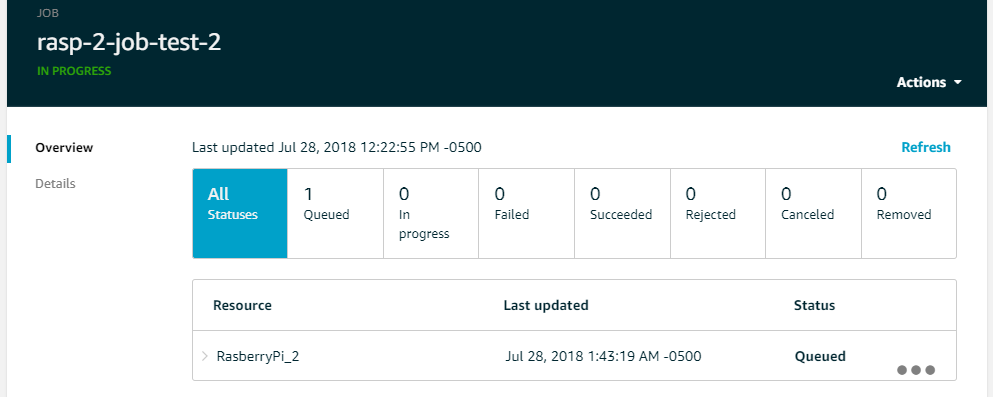 JOB
rasp-2-job-test-2
IN PROGRESS
Actions
Overview
Details
Last updated Jul 28, 2018 12:22:55 PM -0500
Refresh
All
Statuses
1
Queued
0
In
progress
0
Failed
0
Succeeded
0
Rejected
0
Canceled
0
Removed
Resource Last updated Status
RasberryPi_2 Jul 28, 2018 1:43:19 AM -0500 Queued